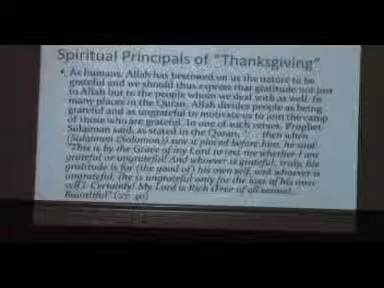 Spiritual Principals of "Thanksgiving"
• As humans, Allah has bestowed on us the nature to be
grateful and we should thus express that gratitude not just
to Allah but to the people whom we deal with as well. In
many places in the Quran, Allah divides people as being
grateful and as ungrateful to motivate us to join the camp
of those who are grateful. In one of such verses, Prophet
Sulaiman said, as stated in the Quran, "... then when
(Sulaiman (Solomon)) saw it placed before him, he said:
"This is by the Grace of my Lord to test me whether I am
grateful or ungrateful! And whoever is grateful, truly, his
gratitude is for (the good of) his own self, and whoever is
ungrateful, (he is ungrateful only for the loss of his own
self). Certainly! My Lord is Rich (Free of all wants),
Bountiful" (27:40)